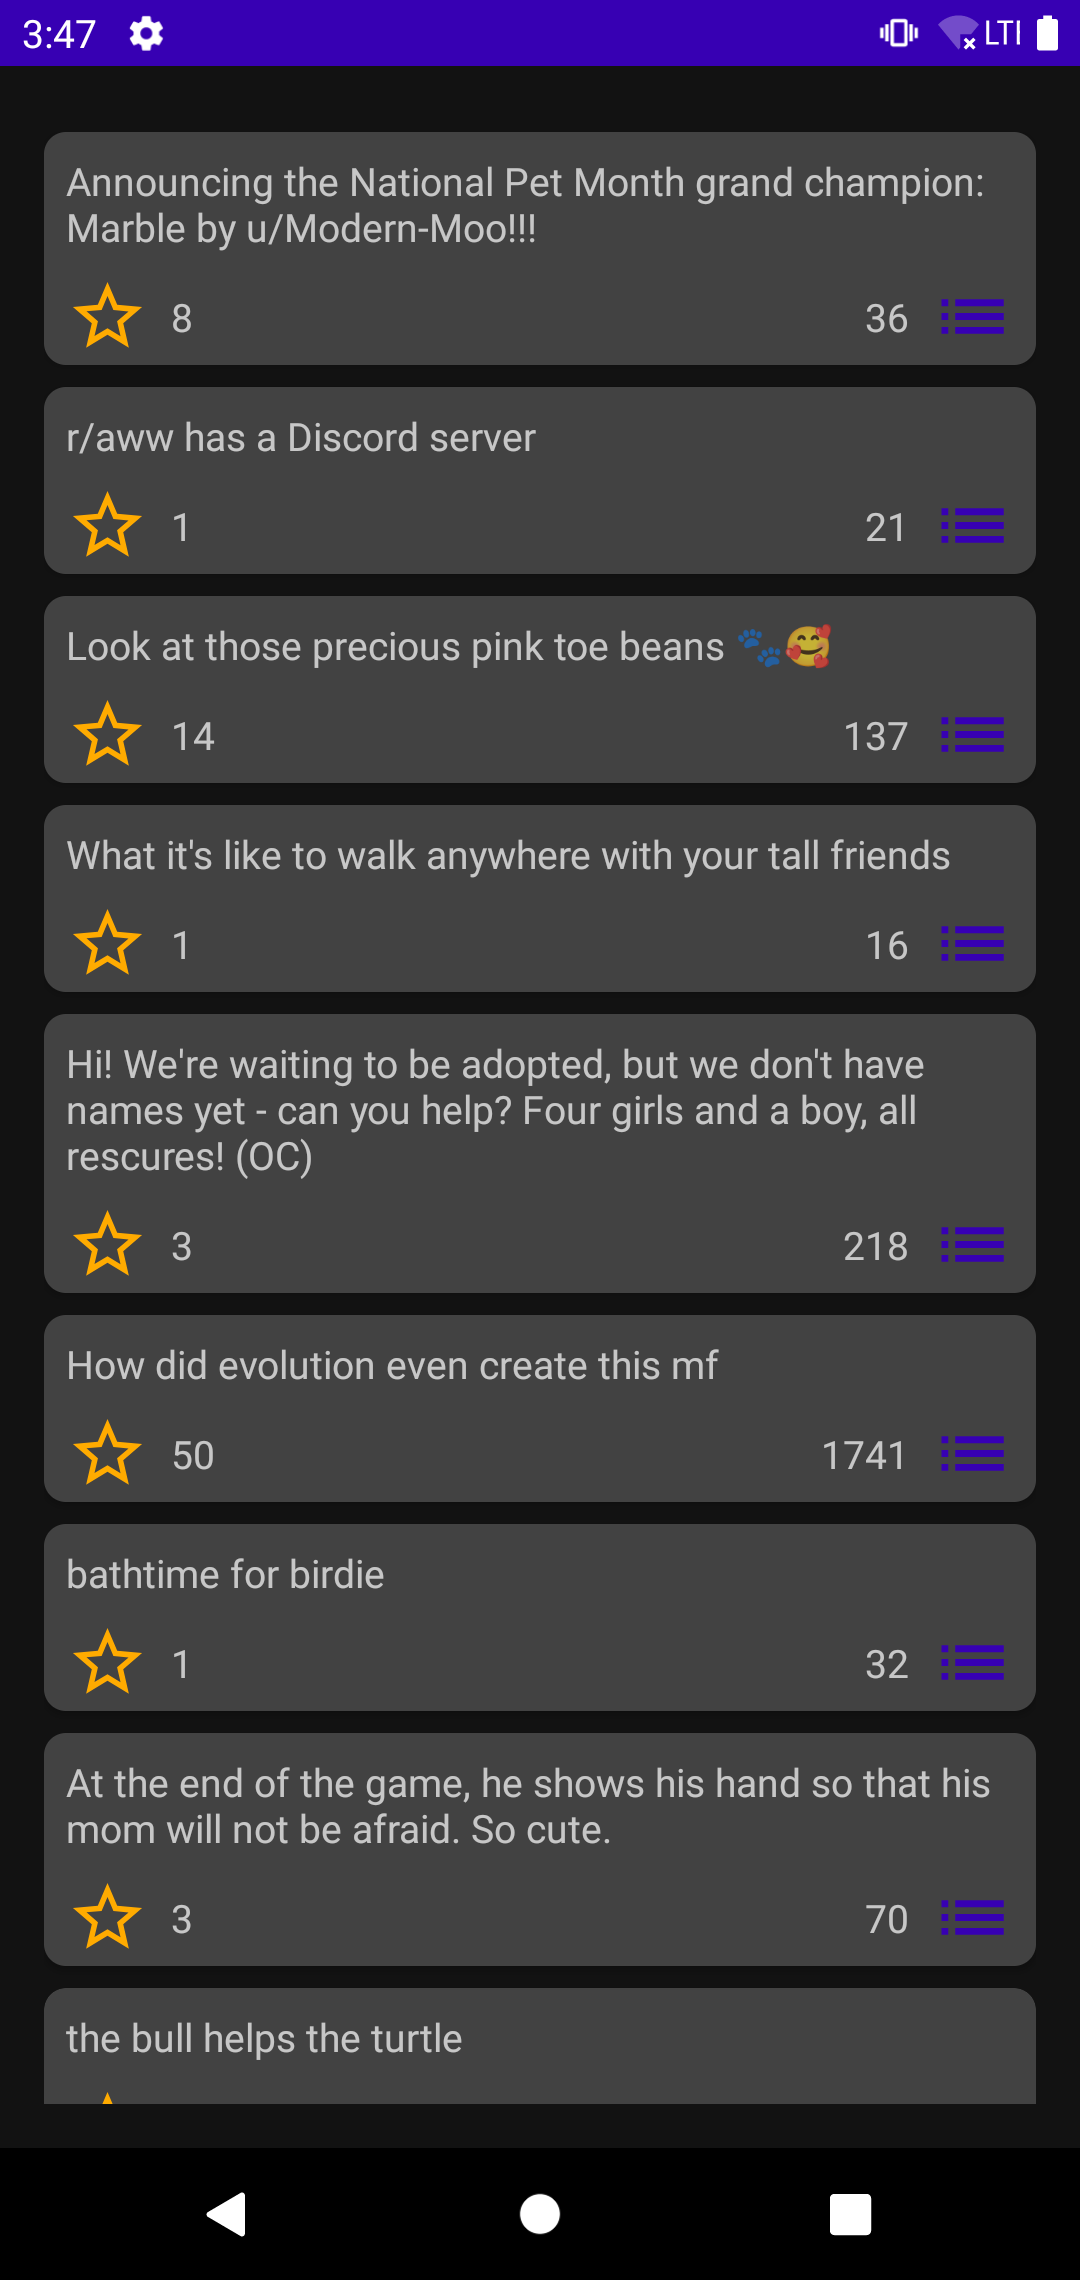 3:47 LTE
Announcing the National Pet Month grand champion:
Marble by u/Modern-Moo!!!
8 36
r/aww has a Discord server
1 21
Look at those precious pink toe beans 🐾🥰
14 137
What it's like to walk anywhere with your tall friends
1 16
Hi! We're waiting to be adopted, but we don't have
names yet - can you help? Four girls and a boy, all
rescures! (OC)
3 218
How did evolution even create this mf
50 1741
bathtime for birdie
1 32
At the end of the game, he shows his hand so that his
mom will not be afraid. So cute.
3 70
the bull helps the turtle